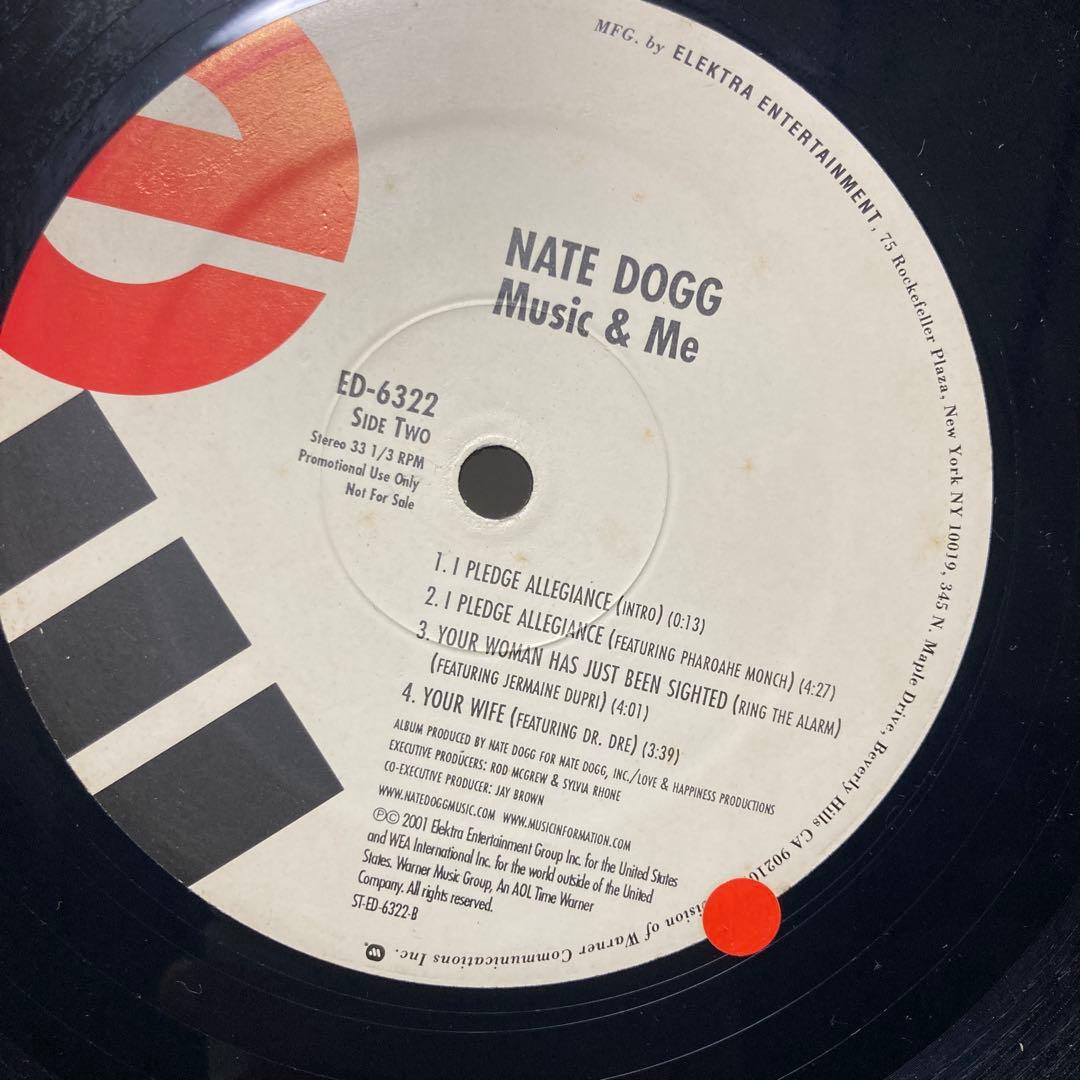 MFG. by ELEKTRA ENTERTAINMENT, 75 Rockefeller Plaza, New York NY 10019, 345 N. Maple Drive, Beverly Hills CA 9021
of Warner Communications Inc.
NATE DOGG
Music & Me
ED-6322
SIDE TWO
Stereo 33 1/3 RPM
Promotional Use Only
Not For Sale
1. I PLEDGE ALLEGIANCE (INTRO) (0:13)
2. I PLEDGE ALLEGIANCE (FEATURING PHAROAHE MONCH) (4:27)
3. YOUR WOMAN HAS JUST BEEN SIGHTED (RING THE ALARM)
(FEATURING JERMAINE DUPRI) (4:01)
4. YOUR WIFE (FEATURING DR. DRE) (3:39)
ALBUM PRODUCED BY NATE DOGG FOR NATE DOGG, INC./LOVE & HAPPINESS PRODUCTIONS
EXECUTIVE PRODUCERS: ROD MCGREW & SYLVIA RHONE
CO-EXECUTIVE PRODUCER: JAY BROWN
WWW.NATEDOGGMUSIC.COM WWW.MUSICINFORMATION.COM
℗© 2001 Elektra Entertainment Group Inc. for the United States
and WEA International Inc. for the world outside of the United
States. Warner Music Group, An AOL Time Warner
Company. All rights reserved.
ST-ED-6322-B